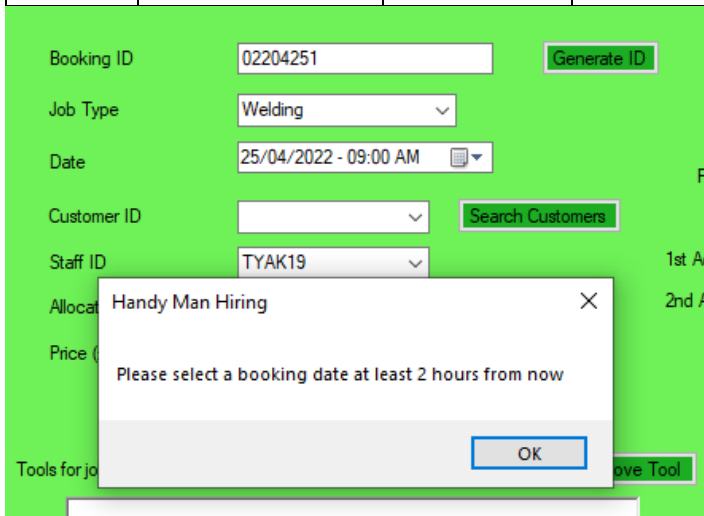 Booking ID 02204251 Generate ID
Job Type Welding
Date 25/04/2022 - 09:00 AM
Customer ID Search Customers
Staff ID TYAK19 1st A
Allocat Handy Man Hiring 2nd A
Price (
Please select a booking date at least 2 hours from now
OK
Tools for jo ove Tool